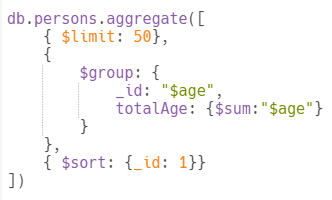 db.persons.aggregate([
    { $limit: 50},
    {
        $group: {
            _id: "$age",
            totalAge: {$sum:"$age"}
        }
    },
    { $sort: {_id: 1}}
])